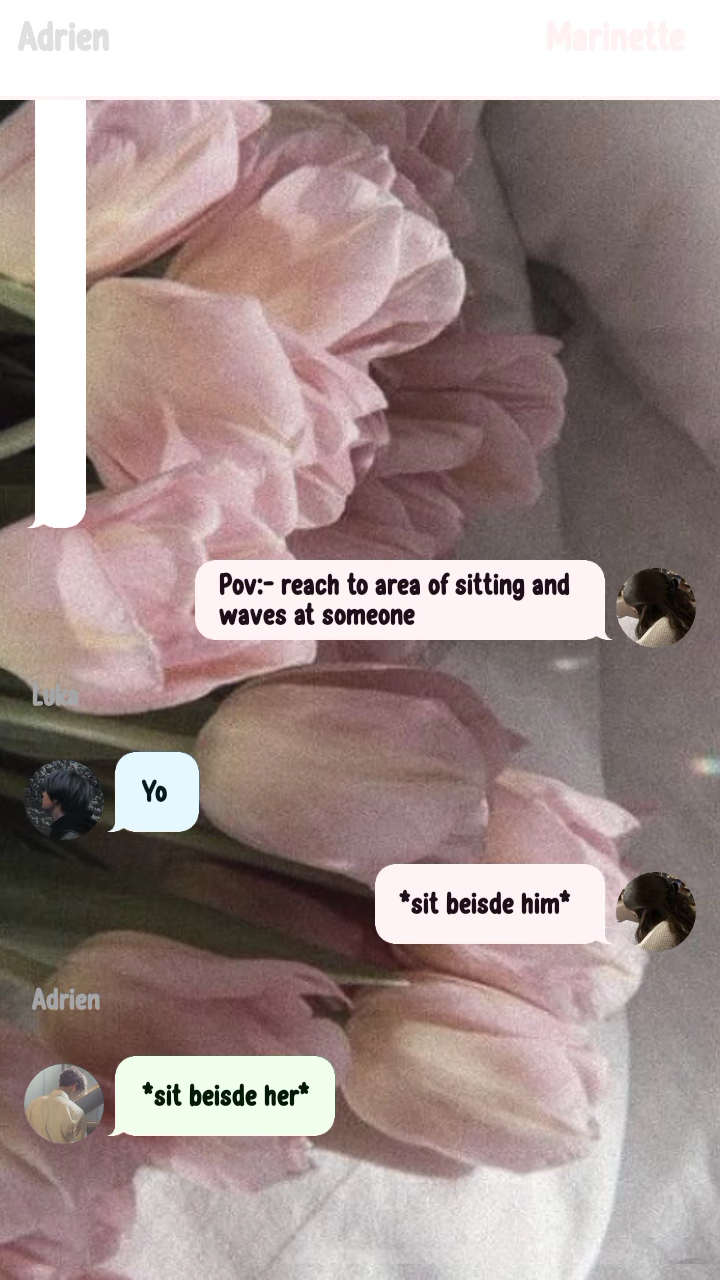 Adrien
Marinette
Pov:- reach to area of sitting and
waves at someone
Luka
Yo
*sit beisde him*
Adrien
*sit beisde her*